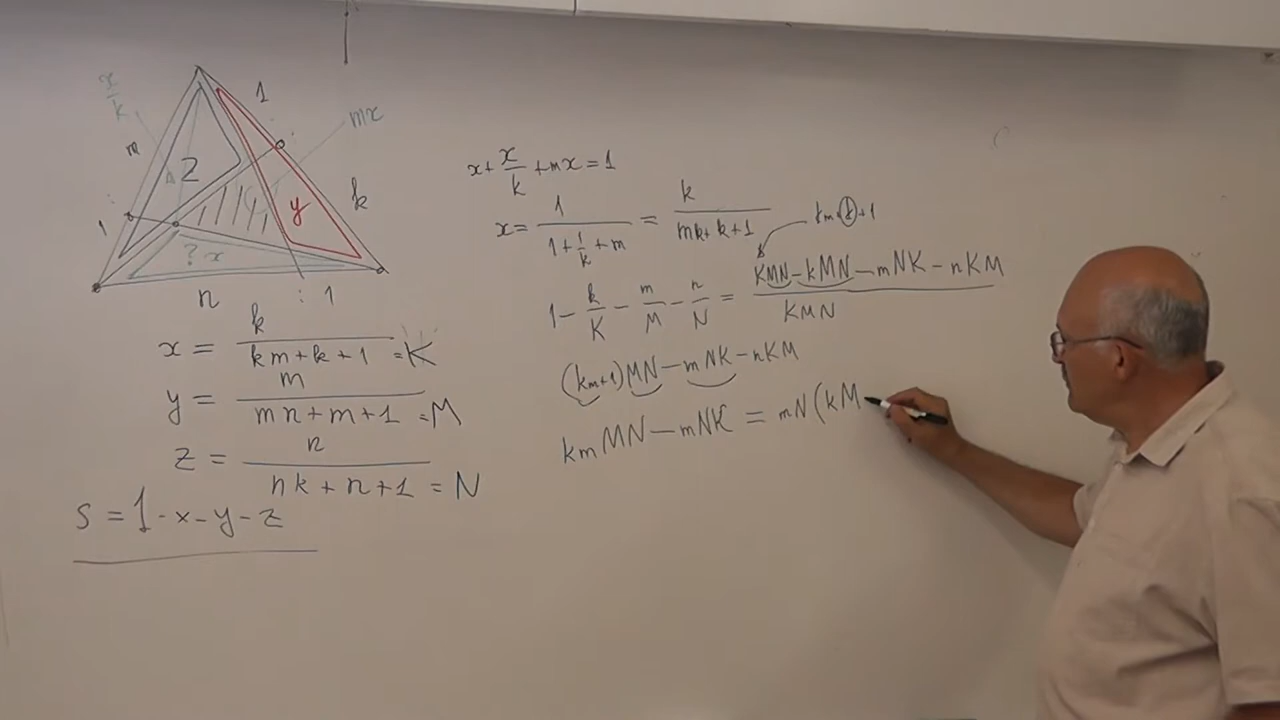 1
x/k
m
mx
z
1
y
k
? x
n : 1
x = k/(km+k+1) = K
y = m/(mn+m+1) = M
z = n/(nk+n+1) = N
S = 1-x-y-z
x+x/k+mx=1
x = 1/(1+1/k+m) = k/(mk+k+1)
km+k+1
1 - k/K - m/M - n/N = (KMN-kMN-mNK-nKM)/KMN
(km+1)MN-mNK-nKM
kmMN-mNK = mN(kM